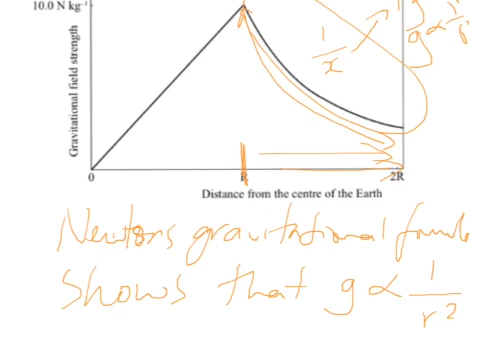 10.0 N kg⁻¹
Gravitational field strength
1/x
g ∝ 1/r
0 R 2R
Distance from the centre of the Earth
Newtons gravitational
shows that g ∝ 1/r²